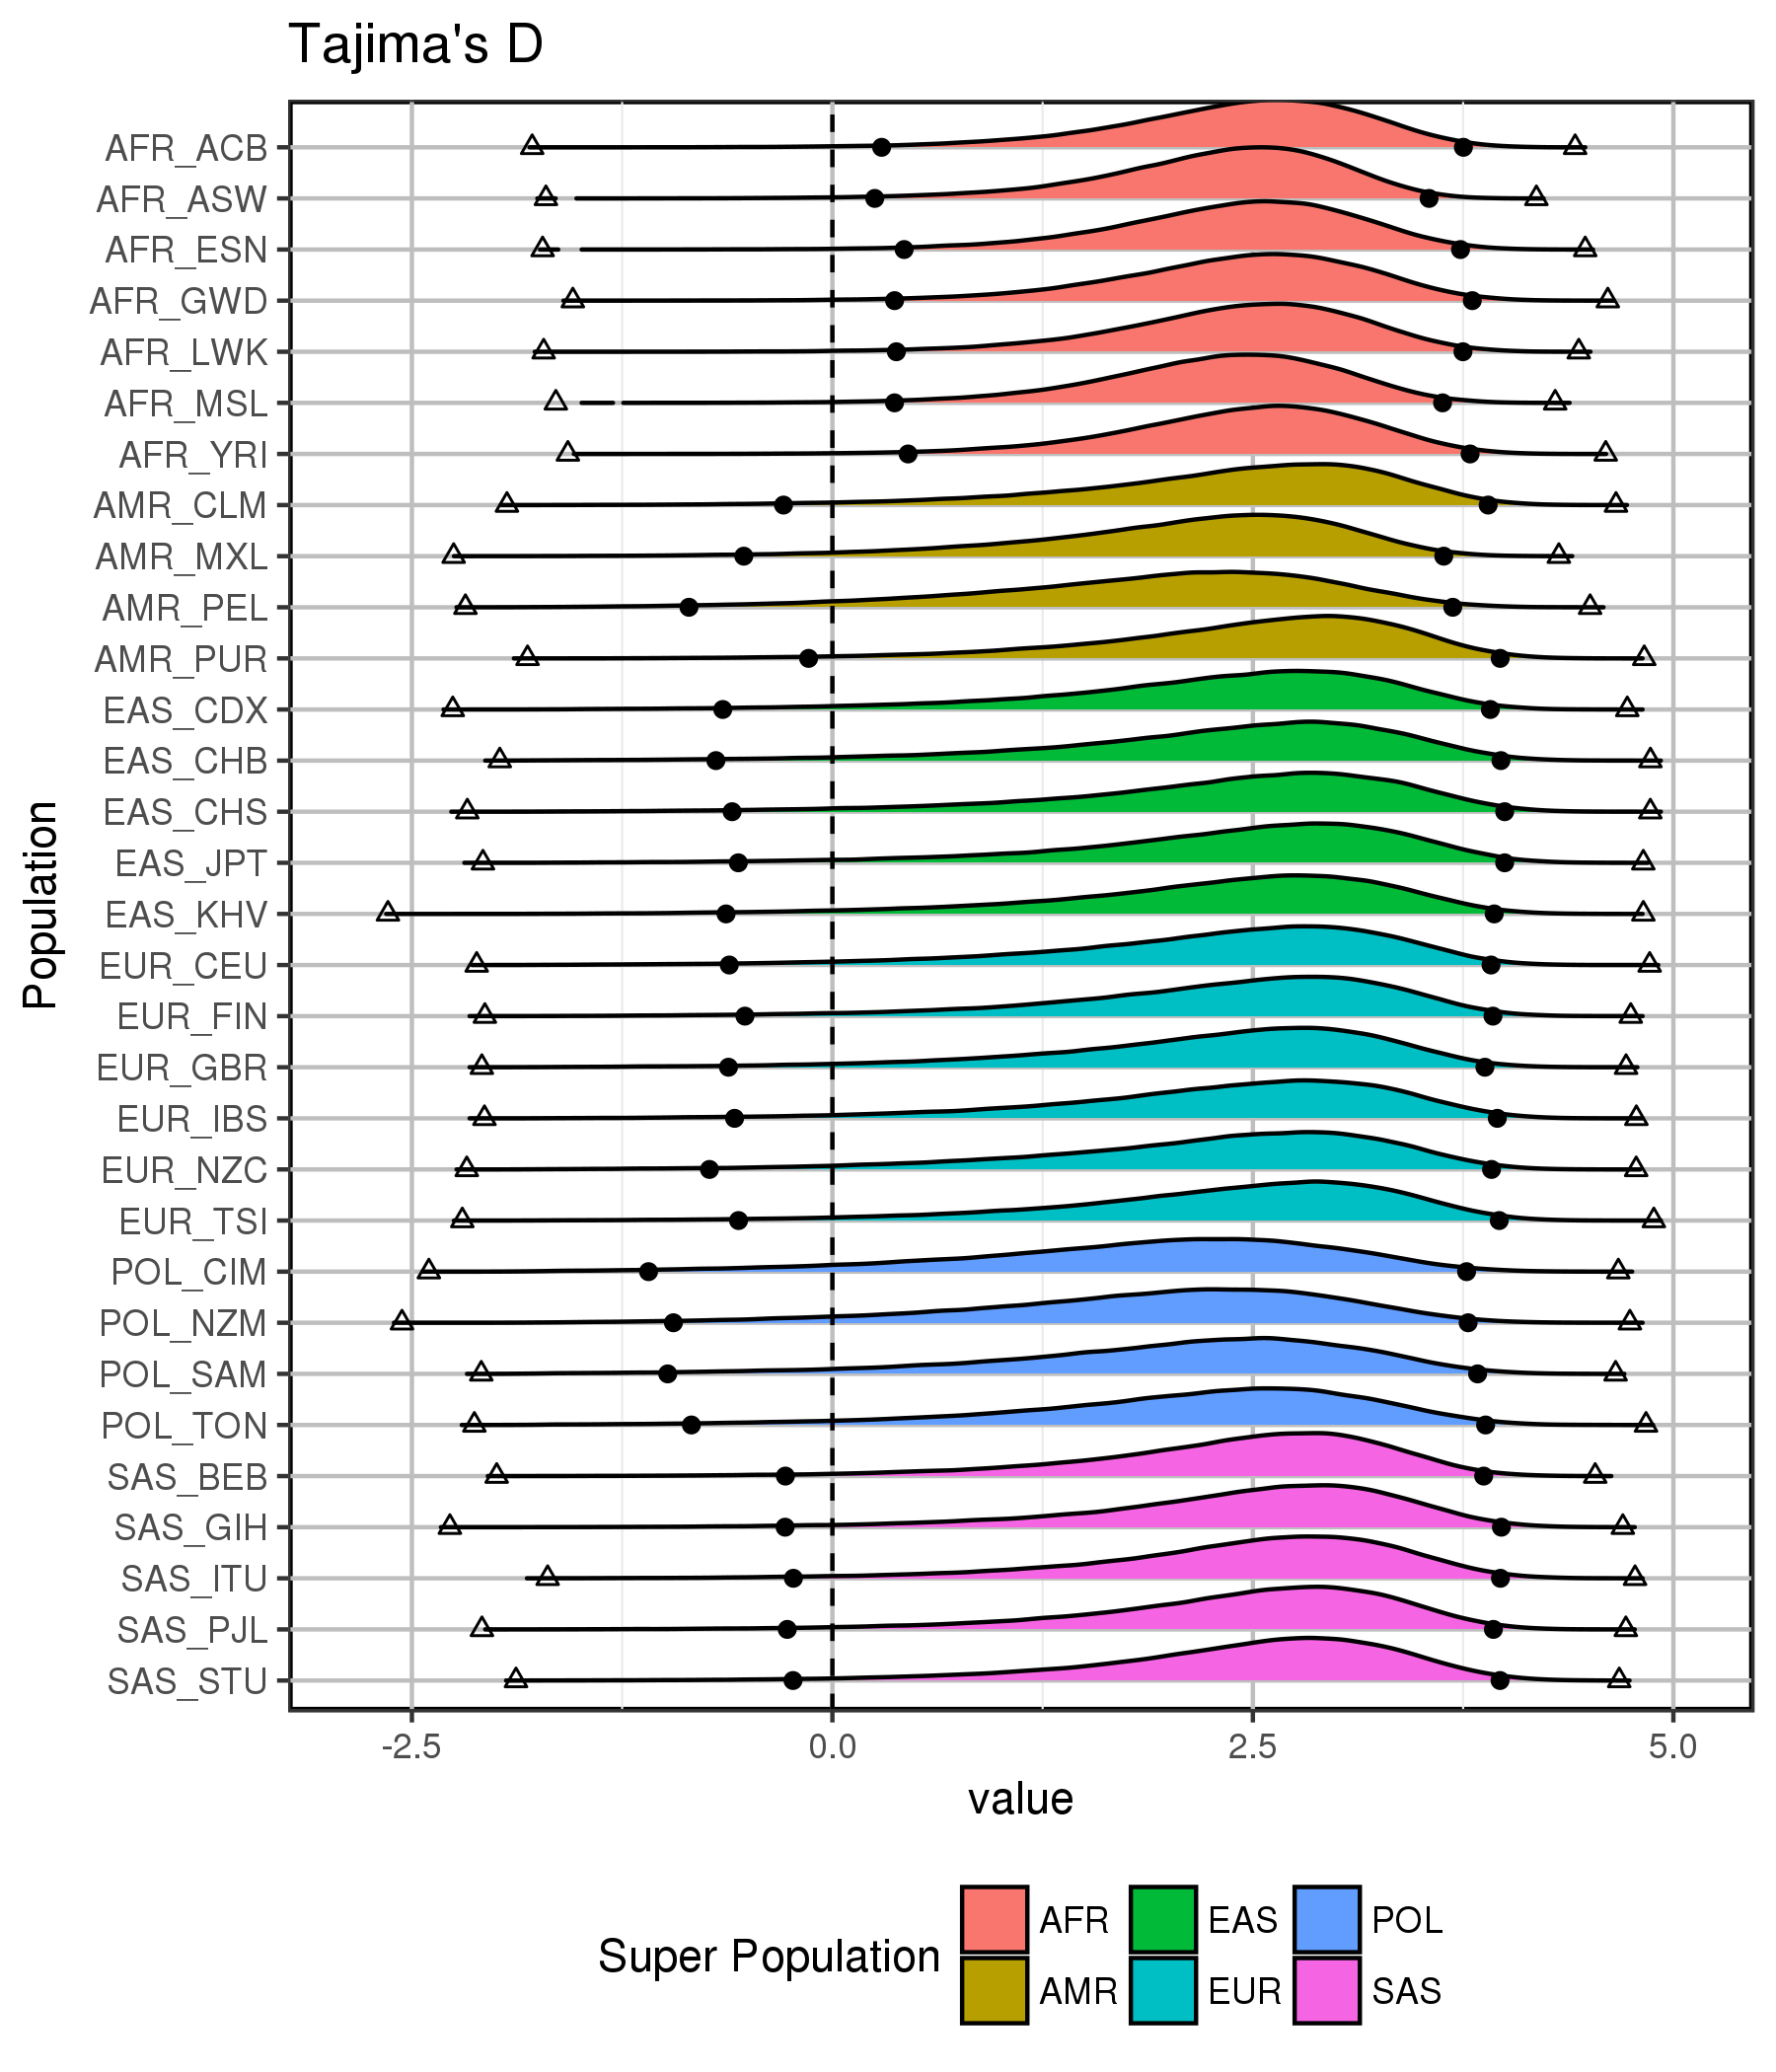 Tajima's D
Population
AFR_ACB
AFR_ASW
AFR_ESN
AFR_GWD
AFR_LWK
AFR_MSL
AFR_YRI
AMR_CLM
AMR_MXL
AMR_PEL
AMR_PUR
EAS_CDX
EAS_CHB
EAS_CHS
EAS_JPT
EAS_KHV
EUR_CEU
EUR_FIN
EUR_GBR
EUR_IBS
EUR_NZC
EUR_TSI
POL_CIM
POL_NZM
POL_SAM
POL_TON
SAS_BEB
SAS_GIH
SAS_ITU
SAS_PJL
SAS_STU
-2.5 0.0 2.5 5.0
value
Super Population
AFR EAS POL
AMR EUR SAS